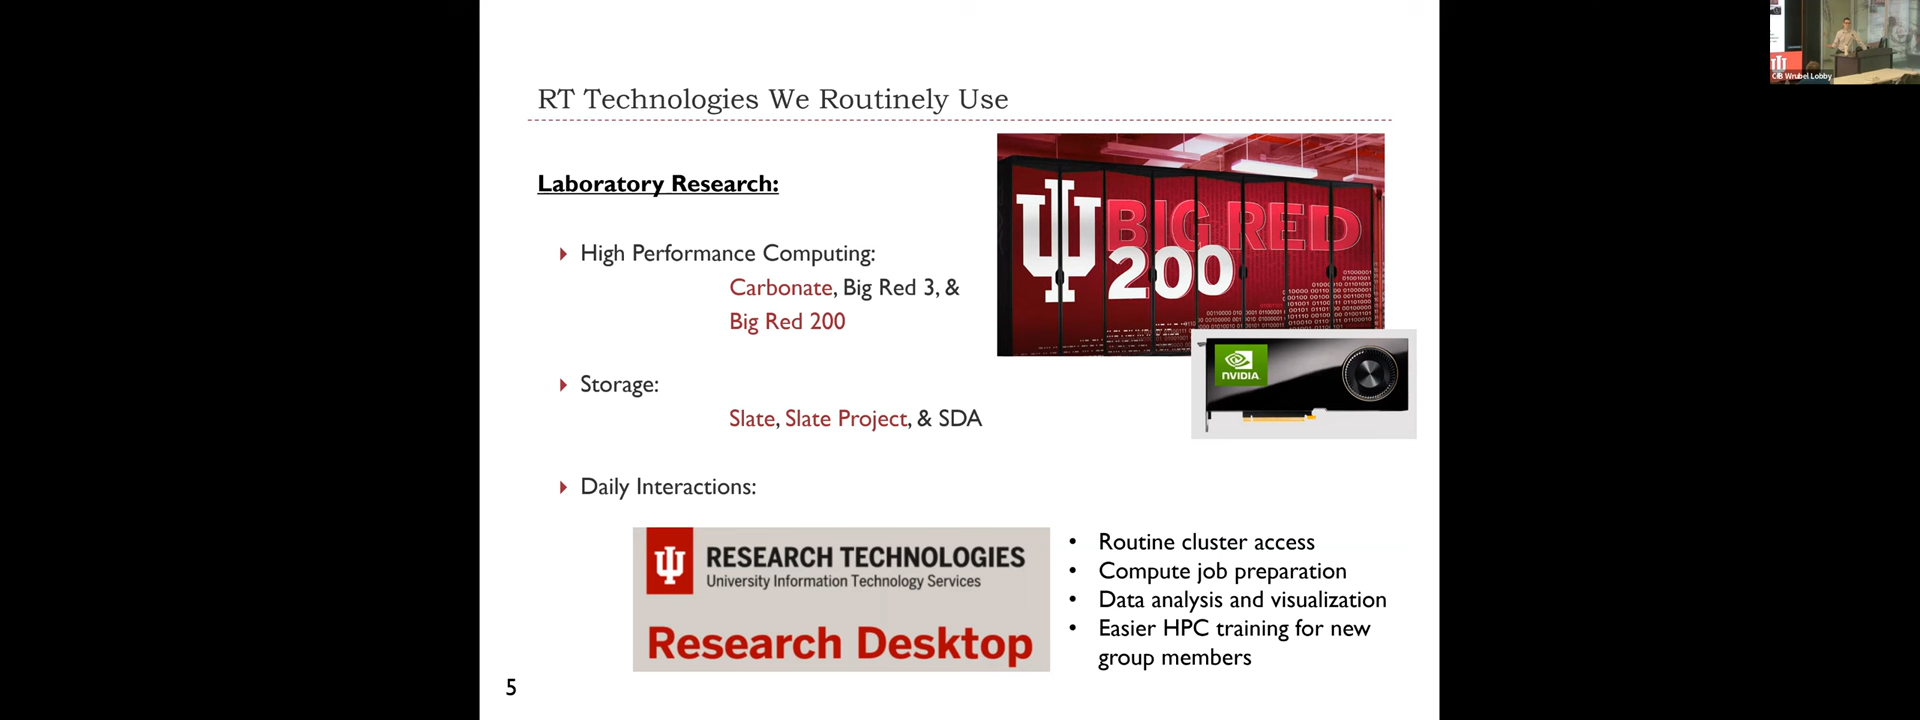 RT Technologies We Routinely Use
Laboratory Research:
High Performance Computing:
Carbonate, Big Red 3, &
Big Red 200
Storage:
Slate, Slate Project, & SDA
Daily Interactions:
RESEARCH TECHNOLOGIES
University Information Technology Services
Research Desktop
• Routine cluster access
• Compute job preparation
• Data analysis and visualization
• Easier HPC training for new
group members
5
BIG RED
200
NVIDIA
CIB Wrubel Lobby